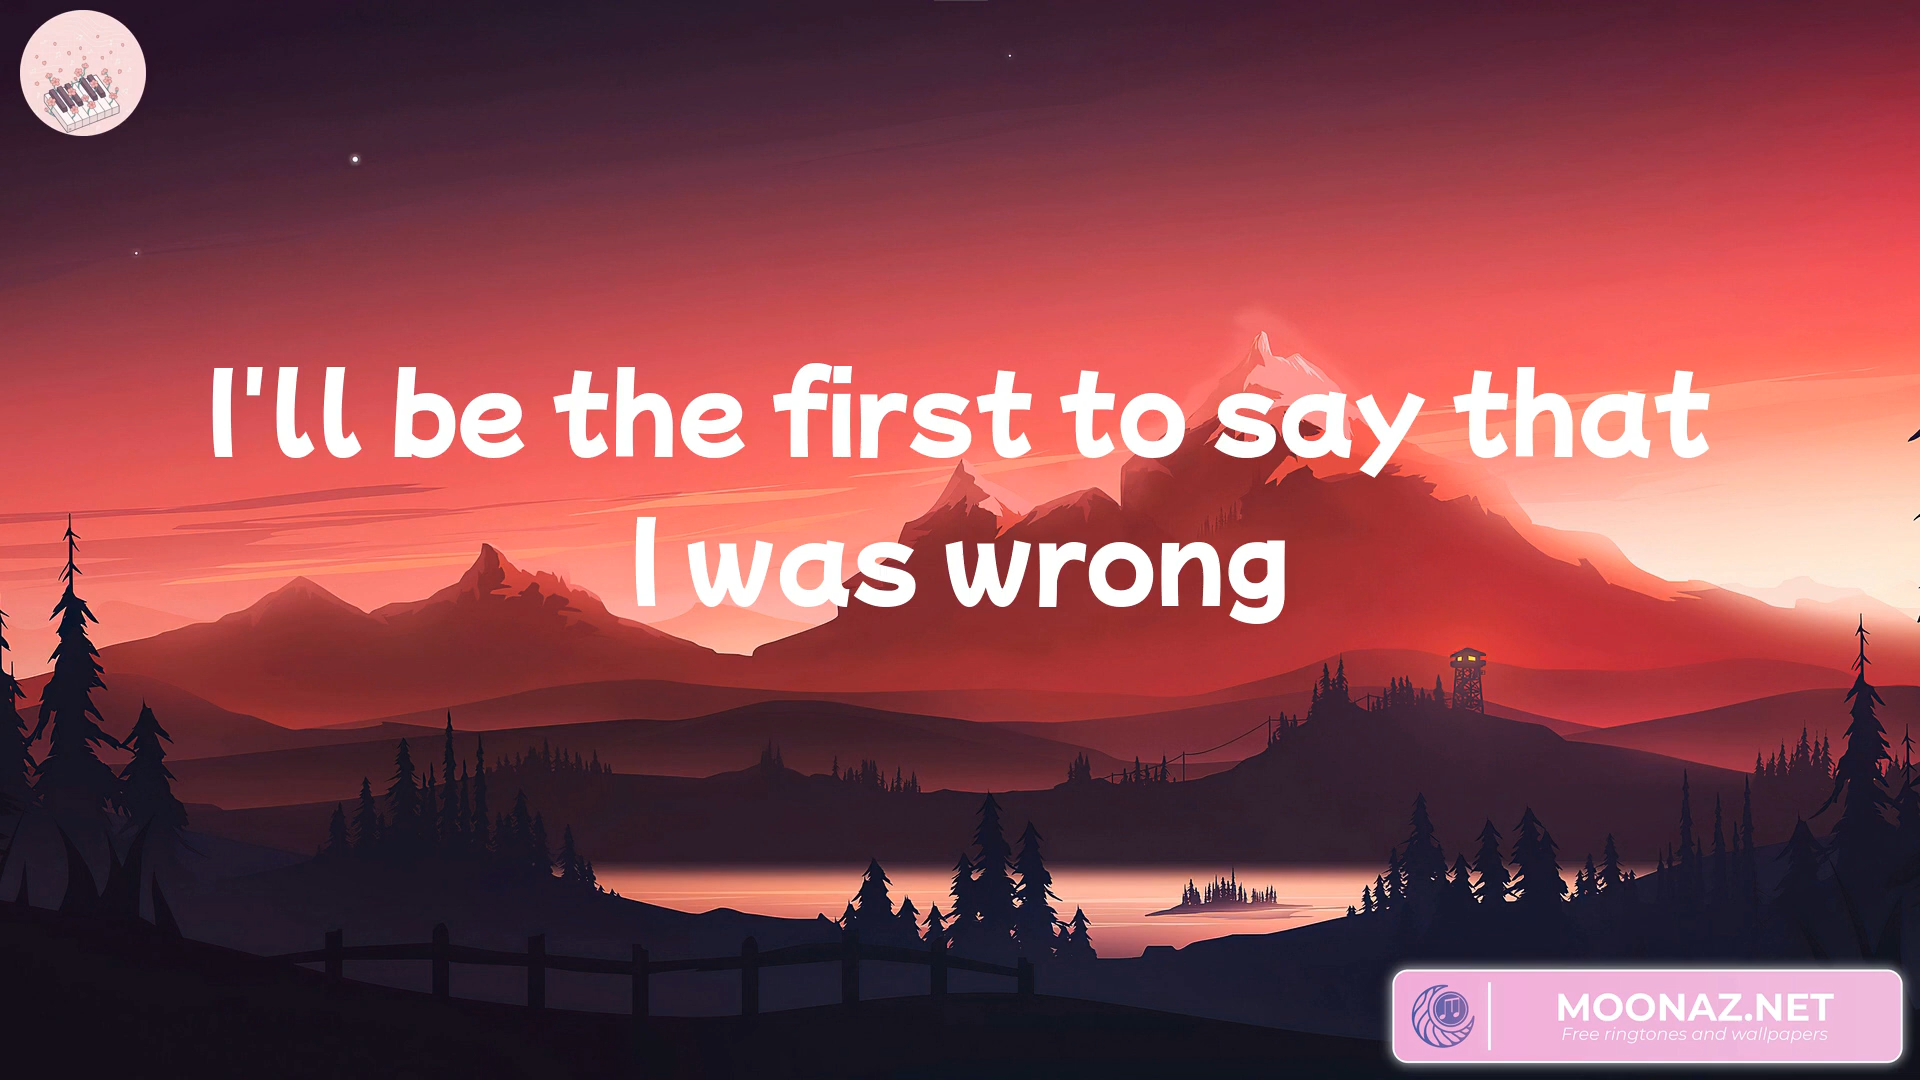 I'll be the first to say that
I was wrong
MOONAZ.NET
Free ringtones and wallpapers